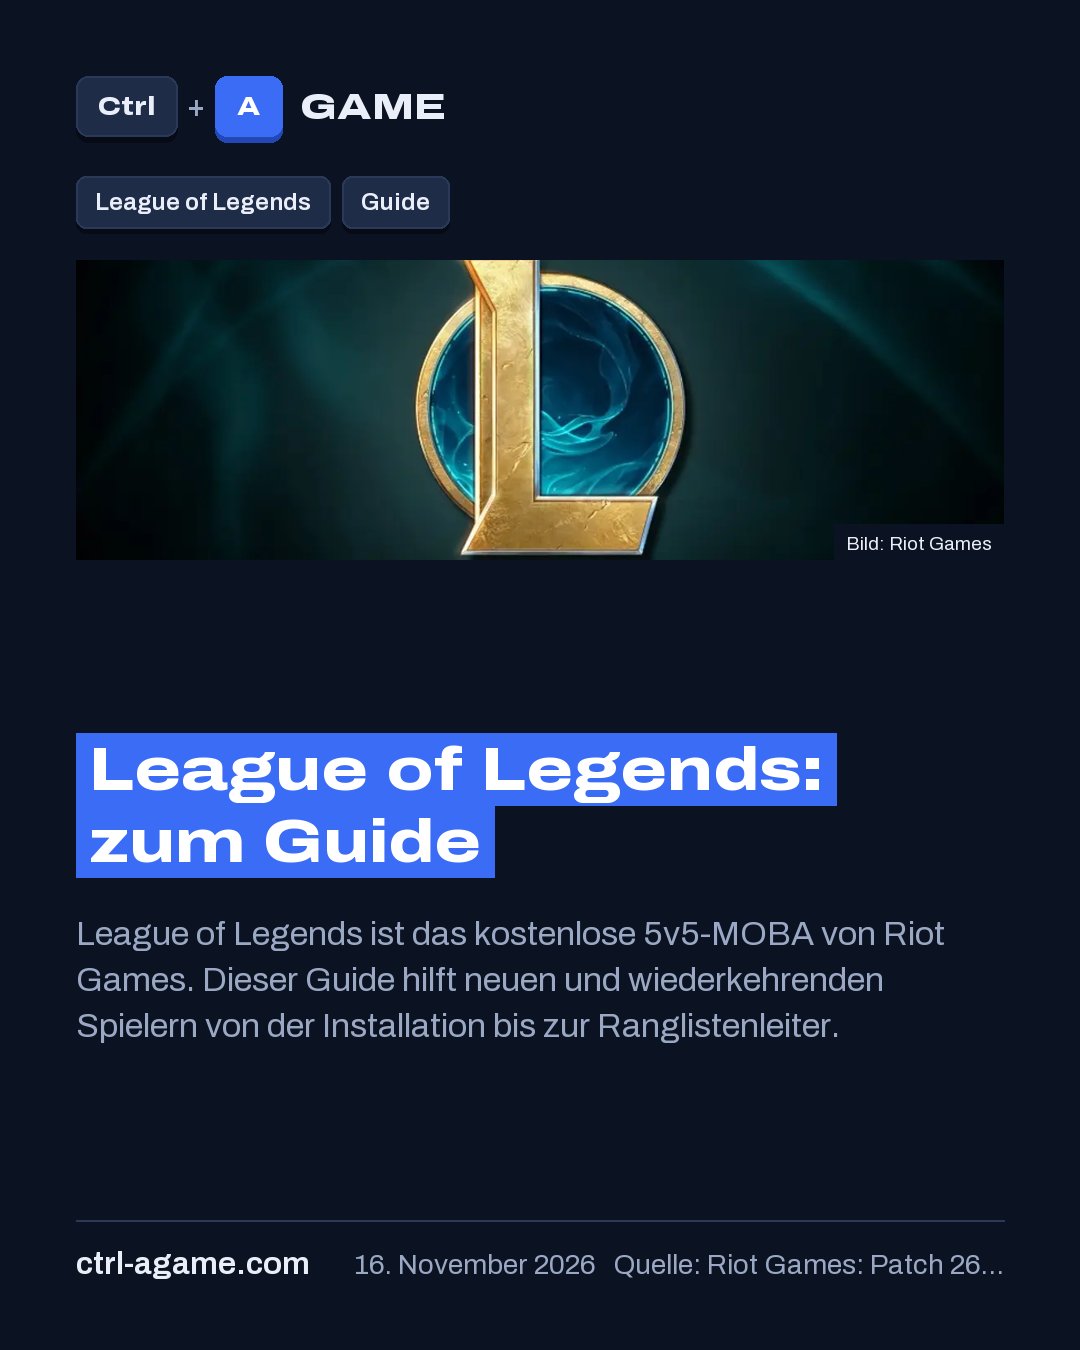 Ctrl + A GAME
League of Legends Guide
Bild: Riot Games
League of Legends:
zum Guide
League of Legends ist das kostenlose 5v5-MOBA von Riot
Games. Dieser Guide hilft neuen und wiederkehrenden
Spielern von der Installation bis zur Ranglistenleiter.
ctrl-agame.com 16. November 2026 Quelle: Riot Games: Patch 26...